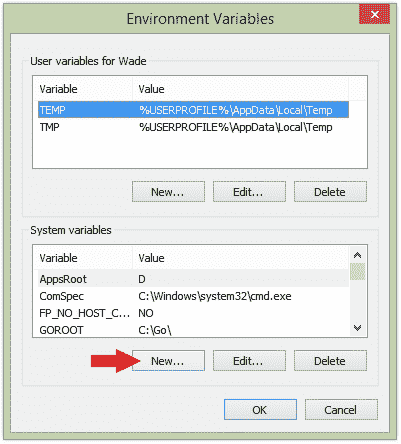 Environment Variables
User variables for Wade
Variable Value
TEMP %USERPROFILE%\AppData\Local\Temp
TMP %USERPROFILE%\AppData\Local\Temp
New... Edit... Delete
System variables
Variable Value
AppsRoot D
ComSpec C:\Windows\system32\cmd.exe
FP_NO_HOST_C... NO
GOROOT C:\Go\
New... Edit... Delete
OK Cancel